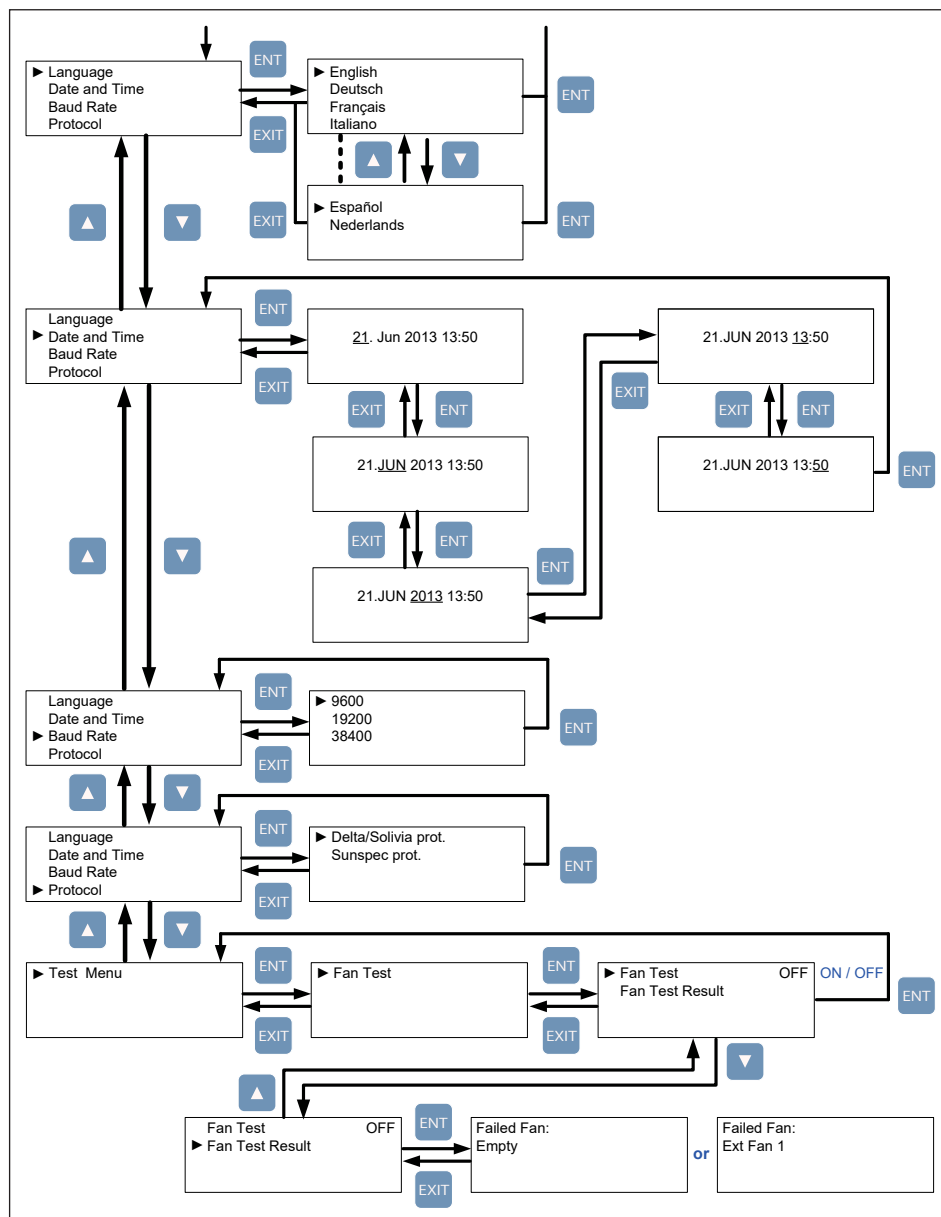 ENT
► Language
Date and Time
Baud Rate
Protocol
► English
Deutsch
Français
Italiano
ENT
EXIT
▲
▼
▲
▼
EXIT
► Español
Nederlands
ENT
Language
► Date and Time
Baud Rate
Protocol
ENT
EXIT
21. Jun 2013 13:50
21.JUN 2013 13:50
EXIT
EXIT
ENT
EXIT
ENT
21.JUN 2013 13:50
21.JUN 2013 13:50
ENT
EXIT
ENT
▲
▼
ENT
21.JUN 2013 13:50
Language
Date and Time
► Baud Rate
Protocol
ENT
EXIT
► 9600
19200
38400
ENT
▲
▼
Language
Date and Time
Baud Rate
► Protocol
ENT
EXIT
► Delta/Solivia prot.
Sunspec prot.
ENT
▲
▼
► Test Menu
ENT
EXIT
► Fan Test
ENT
EXIT
► Fan Test OFF
Fan Test Result
ON / OFF
ENT
▲
▼
Fan Test OFF
► Fan Test Result
ENT
EXIT
Failed Fan:
Empty
or
Failed Fan:
Ext Fan 1